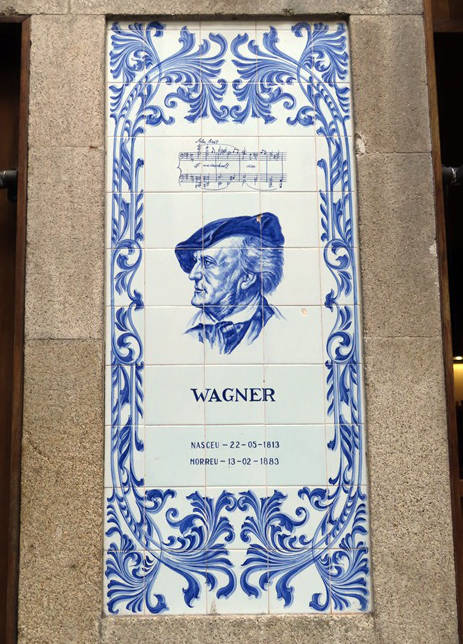 WAGNER
NASCEU - 22-05-1813
MORREU - 13-02-1883